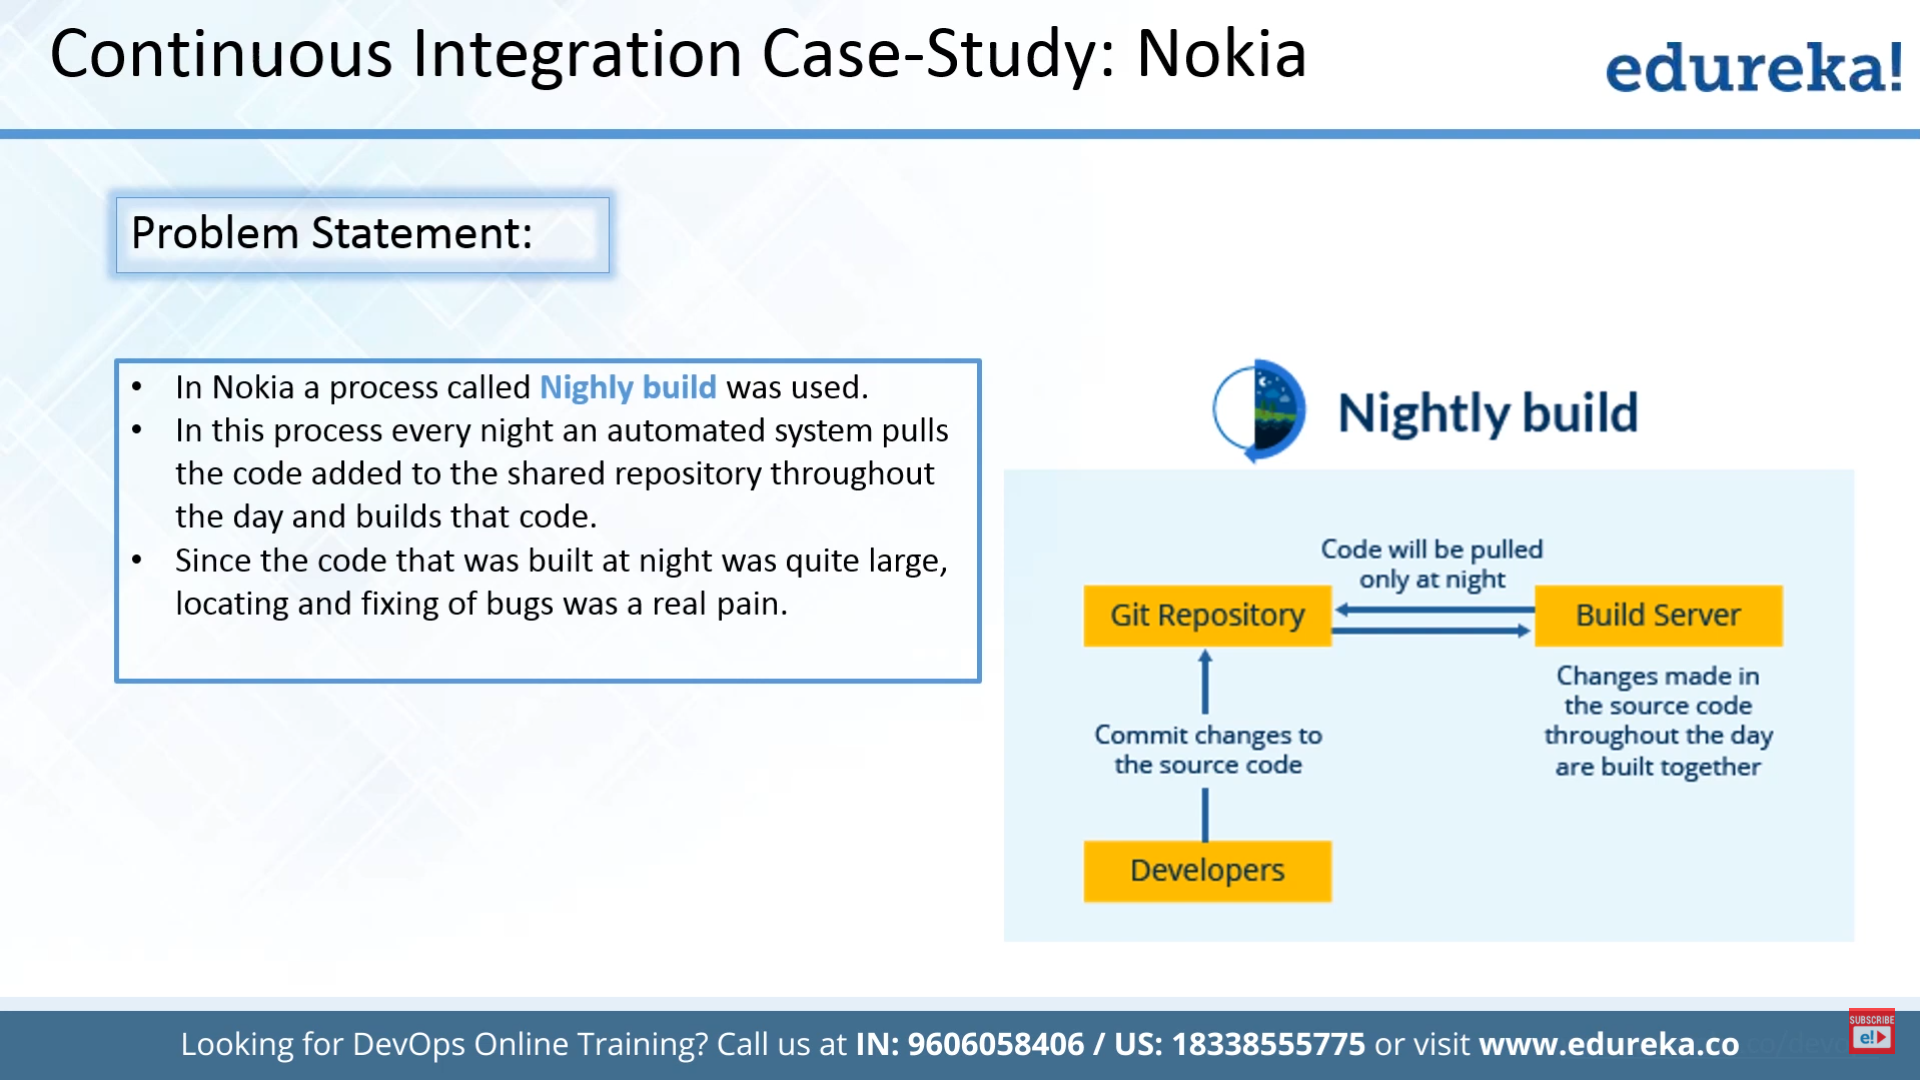 Continuous Integration Case-Study: Nokia
edureka!
Problem Statement:
• In Nokia a process called Nighly build was used.
• In this process every night an automated system pulls
the code added to the shared repository throughout
the day and builds that code.
• Since the code that was built at night was quite large,
locating and fixing of bugs was a real pain.
Nightly build
Code will be pulled
only at night
Git Repository
Build Server
Changes made in
the source code
throughout the day
are built together
Commit changes to
the source code
Developers
Looking for DevOps Online Training? Call us at IN: 9606058406 / US: 18338555775 or visit www.edureka.co
SUBSCRIBE
e!